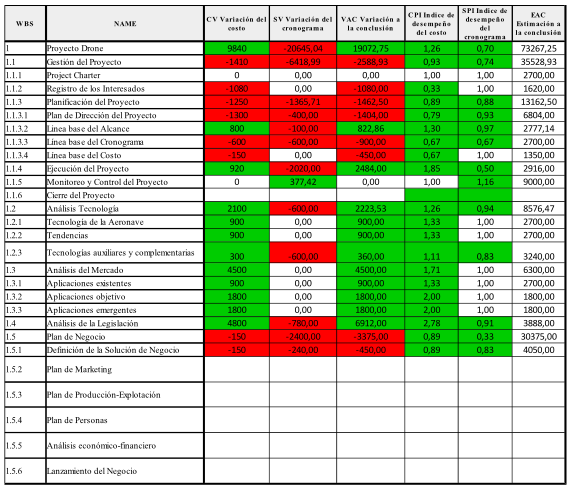 WBS NAME CV Variación del costo SV Variación del cronograma VAC Variación a la conclusión CPI Indice de desempeño del costo SPI Indice de desempeño del cronograma EAC Estimación a la conclusión
1 Proyecto Drone 9840 -20645,04 19072,75 1,26 0,70 73267,25
1.1 Gestión del Proyecto -1410 -6418,99 -2588,93 0,93 0,74 35528,93
1.1.1 Project Charter 0 0,00 0,00 1,00 1,00 2700,00
1.1.2 Registro de los Interesados -1080 0,00 -1080,00 0,33 1,00 1620,00
1.1.3 Planificación del Proyecto -1250 -1365,71 -1462,50 0,89 0,88 13162,50
1.1.3.1 Plan de Dirección del Proyecto -1300 -400,00 -1404,00 0,79 0,93 6804,00
1.1.3.2 Línea base del Alcance 800 -100,00 822,86 1,30 0,97 2777,14
1.1.3.3 Línea base del Cronograma -600 -600,00 -900,00 0,67 0,67 2700,00
1.1.3.4 Línea base del Costo -150 0,00 -450,00 0,67 1,00 1350,00
1.1.4 Ejecución del Proyecto 920 -2020,00 2484,00 1,85 0,50 2916,00
1.1.5 Monitoreo y Control del Proyecto 0 377,42 0,00 1,00 1,16 9000,00
1.1.6 Cierre del Proyecto
1.2 Análisis Tecnología 2100 -600,00 2223,53 1,26 0,94 8576,47
1.2.1 Tecnología de la Aeronave 900 0,00 900,00 1,33 1,00 2700,00
1.2.2 Tendencias 900 0,00 900,00 1,33 1,00 2700,00
1.2.3 Tecnologías auxiliares y complementarias 300 -600,00 360,00 1,11 0,83 3240,00
1.3 Análisis del Mercado 4500 0,00 4500,00 1,71 1,00 6300,00
1.3.1 Aplicaciones existentes 900 0,00 900,00 1,33 1,00 2700,00
1.3.2 Aplicaciones objetivo 1800 0,00 1800,00 2,00 1,00 1800,00
1.3.3 Aplicaciones emergentes 1800 0,00 1800,00 2,00 1,00 1800,00
1.4 Análisis de la Legislación 4800 -780,00 6912,00 2,78 0,91 3888,00
1.5 Plan de Negocio -150 -2400,00 -3375,00 0,89 0,33 30375,00
1.5.1 Definición de la Solución de Negocio -150 -240,00 -450,00 0,89 0,83 4050,00
1.5.2 Plan de Marketing
1.5.3 Plan de Producción-Explotación
1.5.4 Plan de Personas
1.5.5 Análisis económico-financiero
1.5.6 Lanzamiento del Negocio